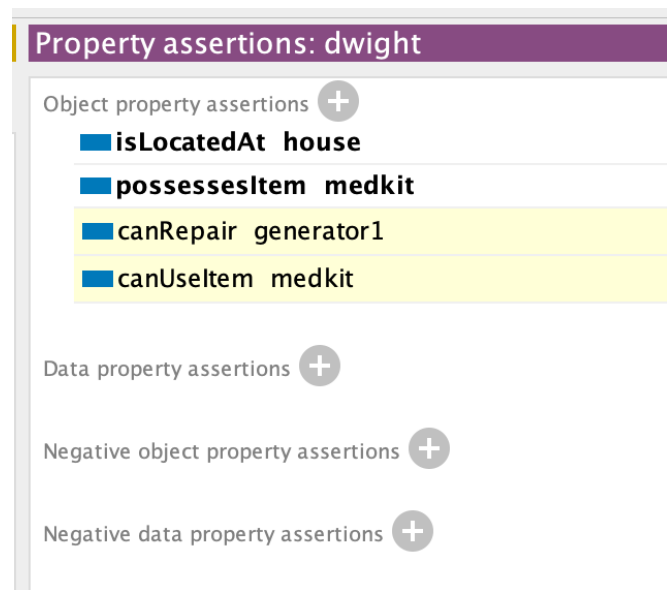 Property assertions: dwight
Object property assertions
isLocatedAt house
possessesItem medkit
canRepair generator1
canUseItem medkit
Data property assertions
Negative object property assertions
Negative data property assertions